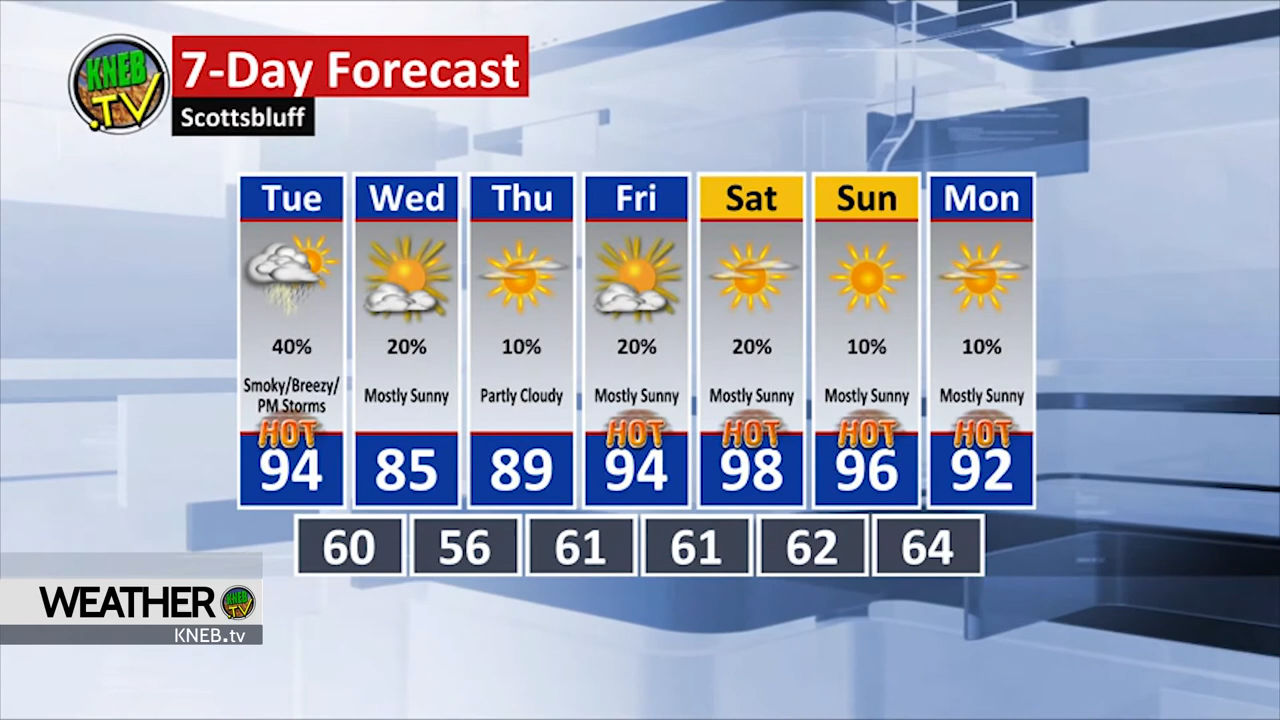 KNEB
.TV
7-Day Forecast
Scottsbluff
Tue Wed Thu Fri Sat Sun Mon
40% 20% 10% 20% 20% 10% 10%
Smoky/Breezy/
PM Storms
Mostly Sunny
Partly Cloudy
Mostly Sunny
Mostly Sunny
Mostly Sunny
Mostly Sunny
HOT HOT HOT HOT HOT
94 85 89 94 98 96 92
60 56 61 61 62 64
WEATHER KNEB .TV
KNEB.tv